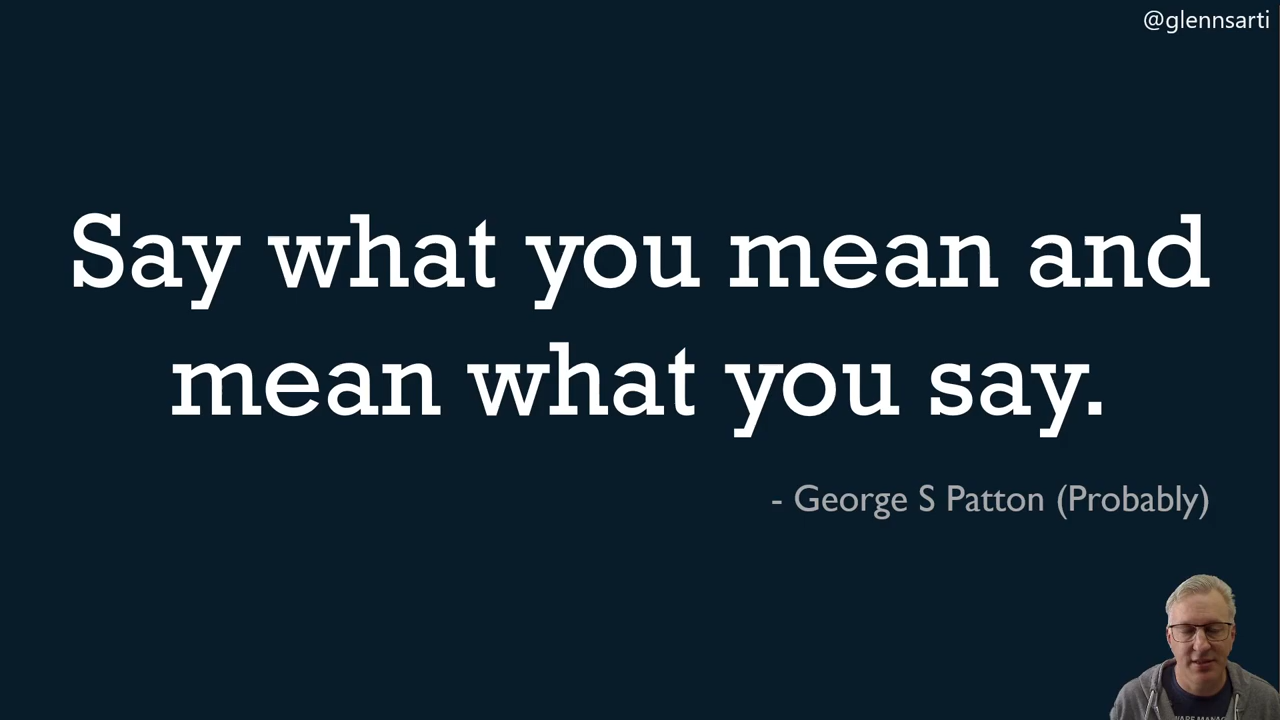 @glennsarti
Say what you mean and
mean what you say.
- George S Patton (Probably)